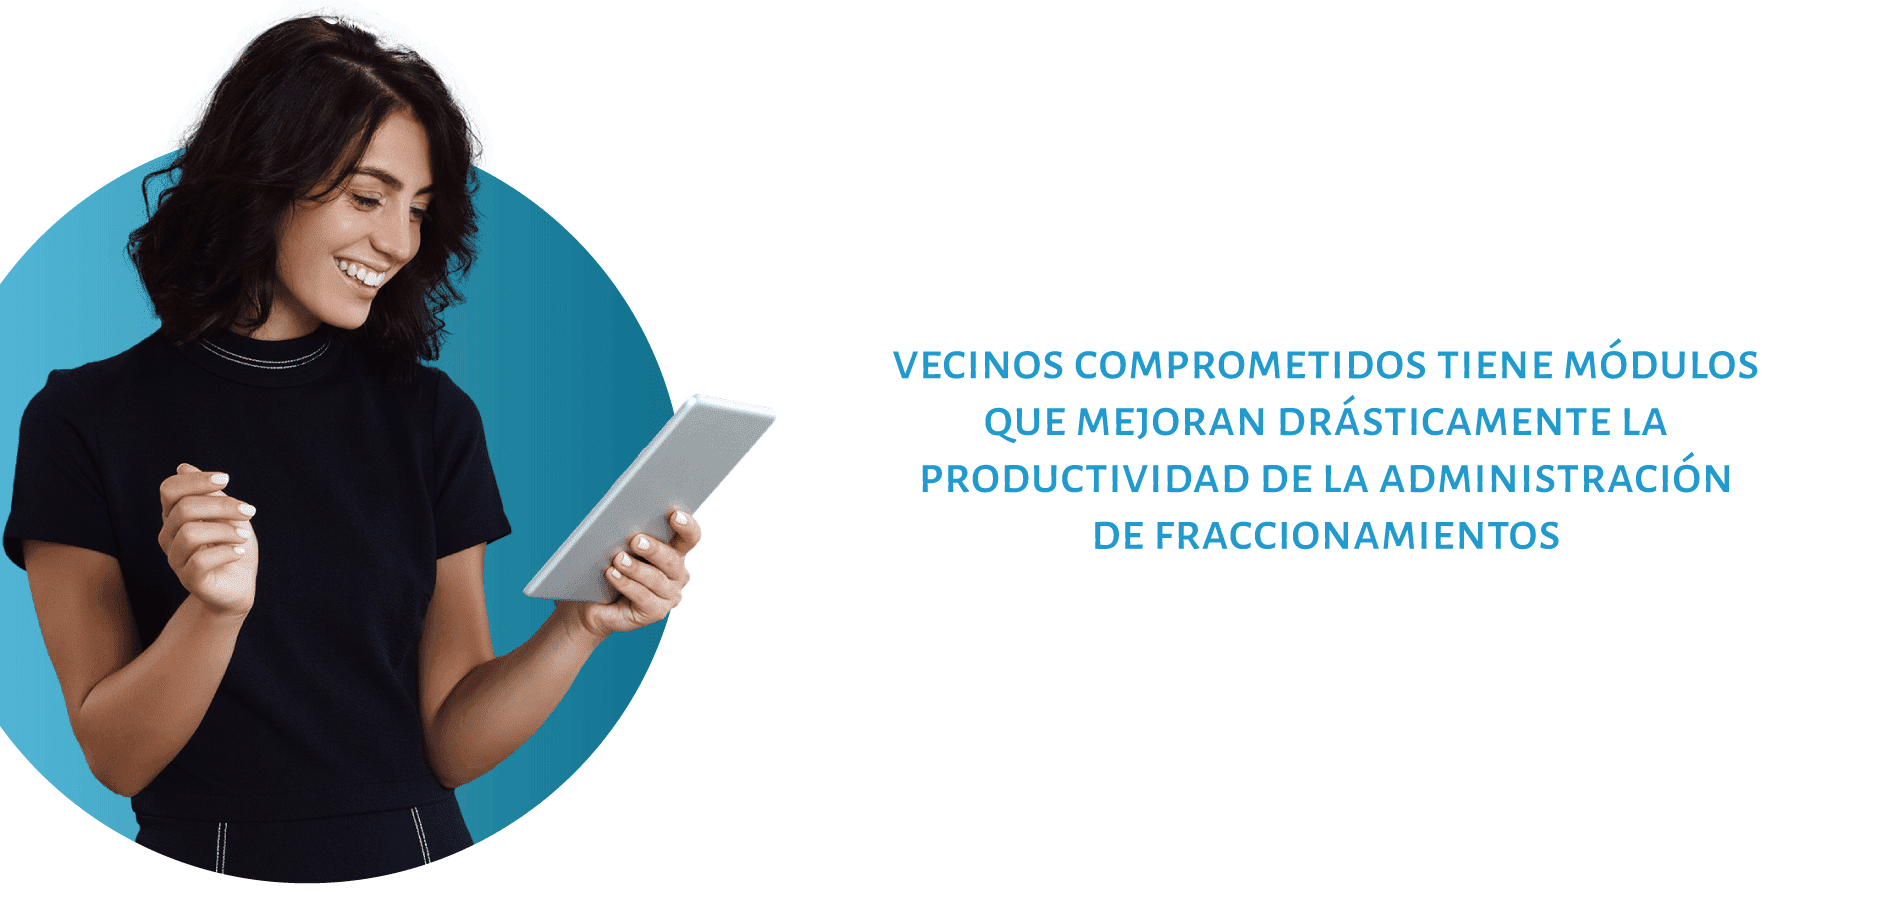 VECINOS COMPROMETIDOS TIENE MÓDULOS
QUE MEJORAN DRÁSTICAMENTE LA
PRODUCTIVIDAD DE LA ADMINISTRACIÓN
DE FRACCIONAMIENTOS